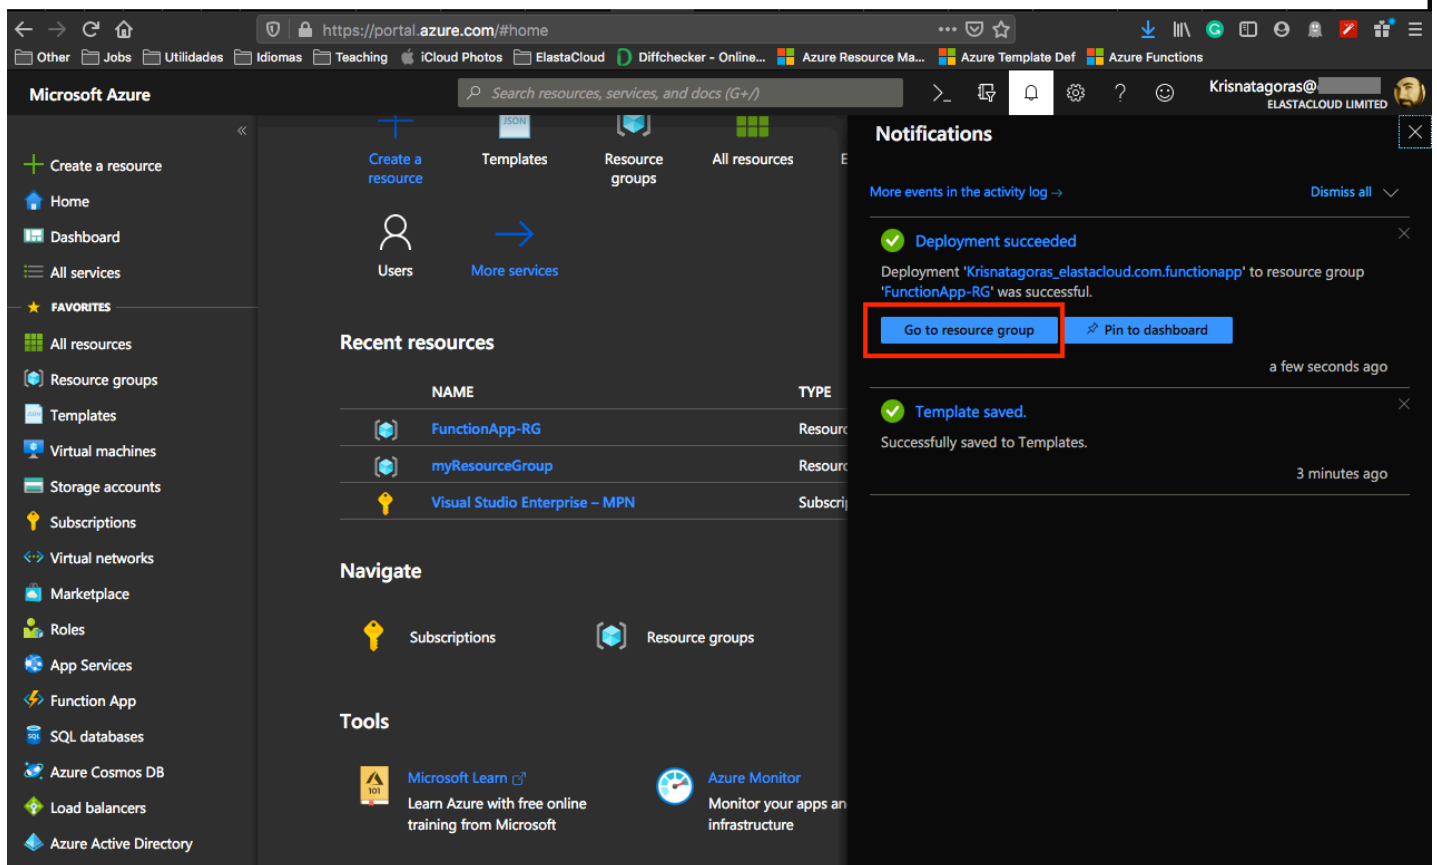 https://portal.azure.com/#home
Other Jobs Utilidades Idiomas Teaching iCloud Photos ElastaCloud Diffchecker - Online... Azure Resource Ma... Azure Template Def Azure Functions
Microsoft Azure
Search resources, services, and docs (G+/)
Krisnatagoras@
ELASTACLOUD LIMITED
Create a resource
Home
Dashboard
All services
FAVORITES
All resources
Resource groups
Templates
Virtual machines
Storage accounts
Subscriptions
Virtual networks
Marketplace
Roles
App Services
Function App
SQL databases
Azure Cosmos DB
Load balancers
Azure Active Directory
JSON
Create a resource
Templates
Resource groups
All resources
E
Users
More services
Recent resources
NAME TYPE
FunctionApp-RG Resourc
myResourceGroup Resourc
Visual Studio Enterprise – MPN Subscrip
Navigate
Subscriptions
Resource groups
Tools
101
Microsoft Learn
Learn Azure with free online
training from Microsoft
Azure Monitor
Monitor your apps an
infrastructure
Notifications
More events in the activity log →
Dismiss all
Deployment succeeded
Deployment 'Krisnatagoras_elastacloud.com.functionapp' to resource group
'FunctionApp-RG' was successful.
Go to resource group
Pin to dashboard
a few seconds ago
Template saved.
Successfully saved to Templates.
3 minutes ago